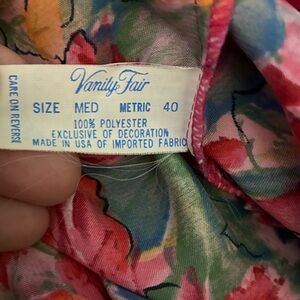 CARE ON REVERSE
Vanity Fair
SIZE MED METRIC 40
100% POLYESTER
EXCLUSIVE OF DECORATION
MADE IN USA OF IMPORTED FABRIC